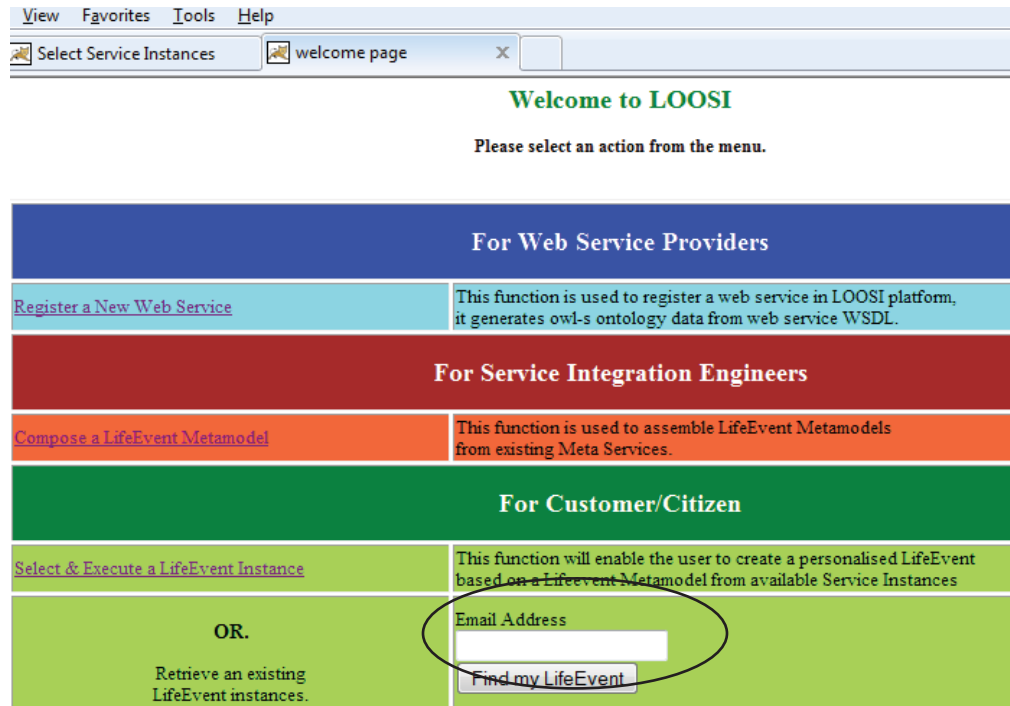 View Favorites Tools Help
Select Service Instances welcome page X
Welcome to LOOSI
Please select an action from the menu.
For Web Service Providers
Register a New Web Service
This function is used to register a web service in LOOSI platform,
it generates owl-s ontology data from web service WSDL.
For Service Integration Engineers
Compose a LifeEvent Metamodel
This function is used to assemble LifeEvent Metamodels
from existing Meta Services.
For Customer/Citizen
Select & Execute a LifeEvent Instance
This function will enable the user to create a personalised LifeEvent
based on a Lifeevent Metamodel from available Service Instances
OR.
Retrieve an existing
LifeEvent instances.
Email Address
Find my LifeEvent